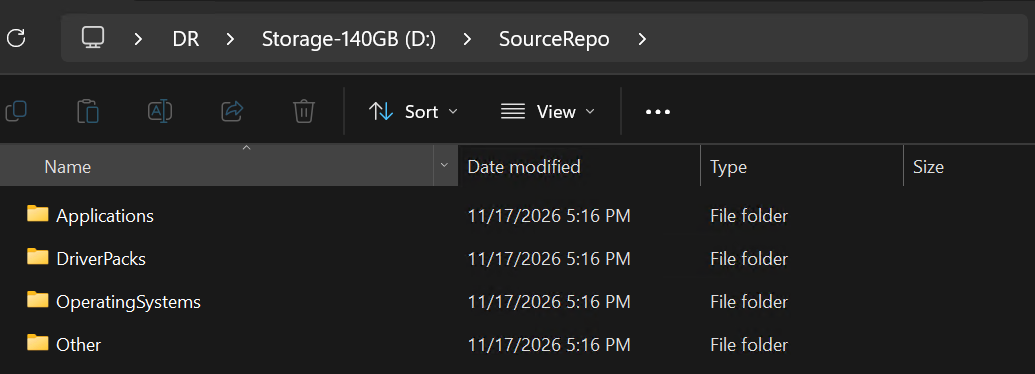 DR Storage-140GB (D:) SourceRepo
Sort View
Name Date modified Type Size
Applications 11/17/2026 5:16 PM File folder
DriverPacks 11/17/2026 5:16 PM File folder
OperatingSystems 11/17/2026 5:16 PM File folder
Other 11/17/2026 5:16 PM File folder